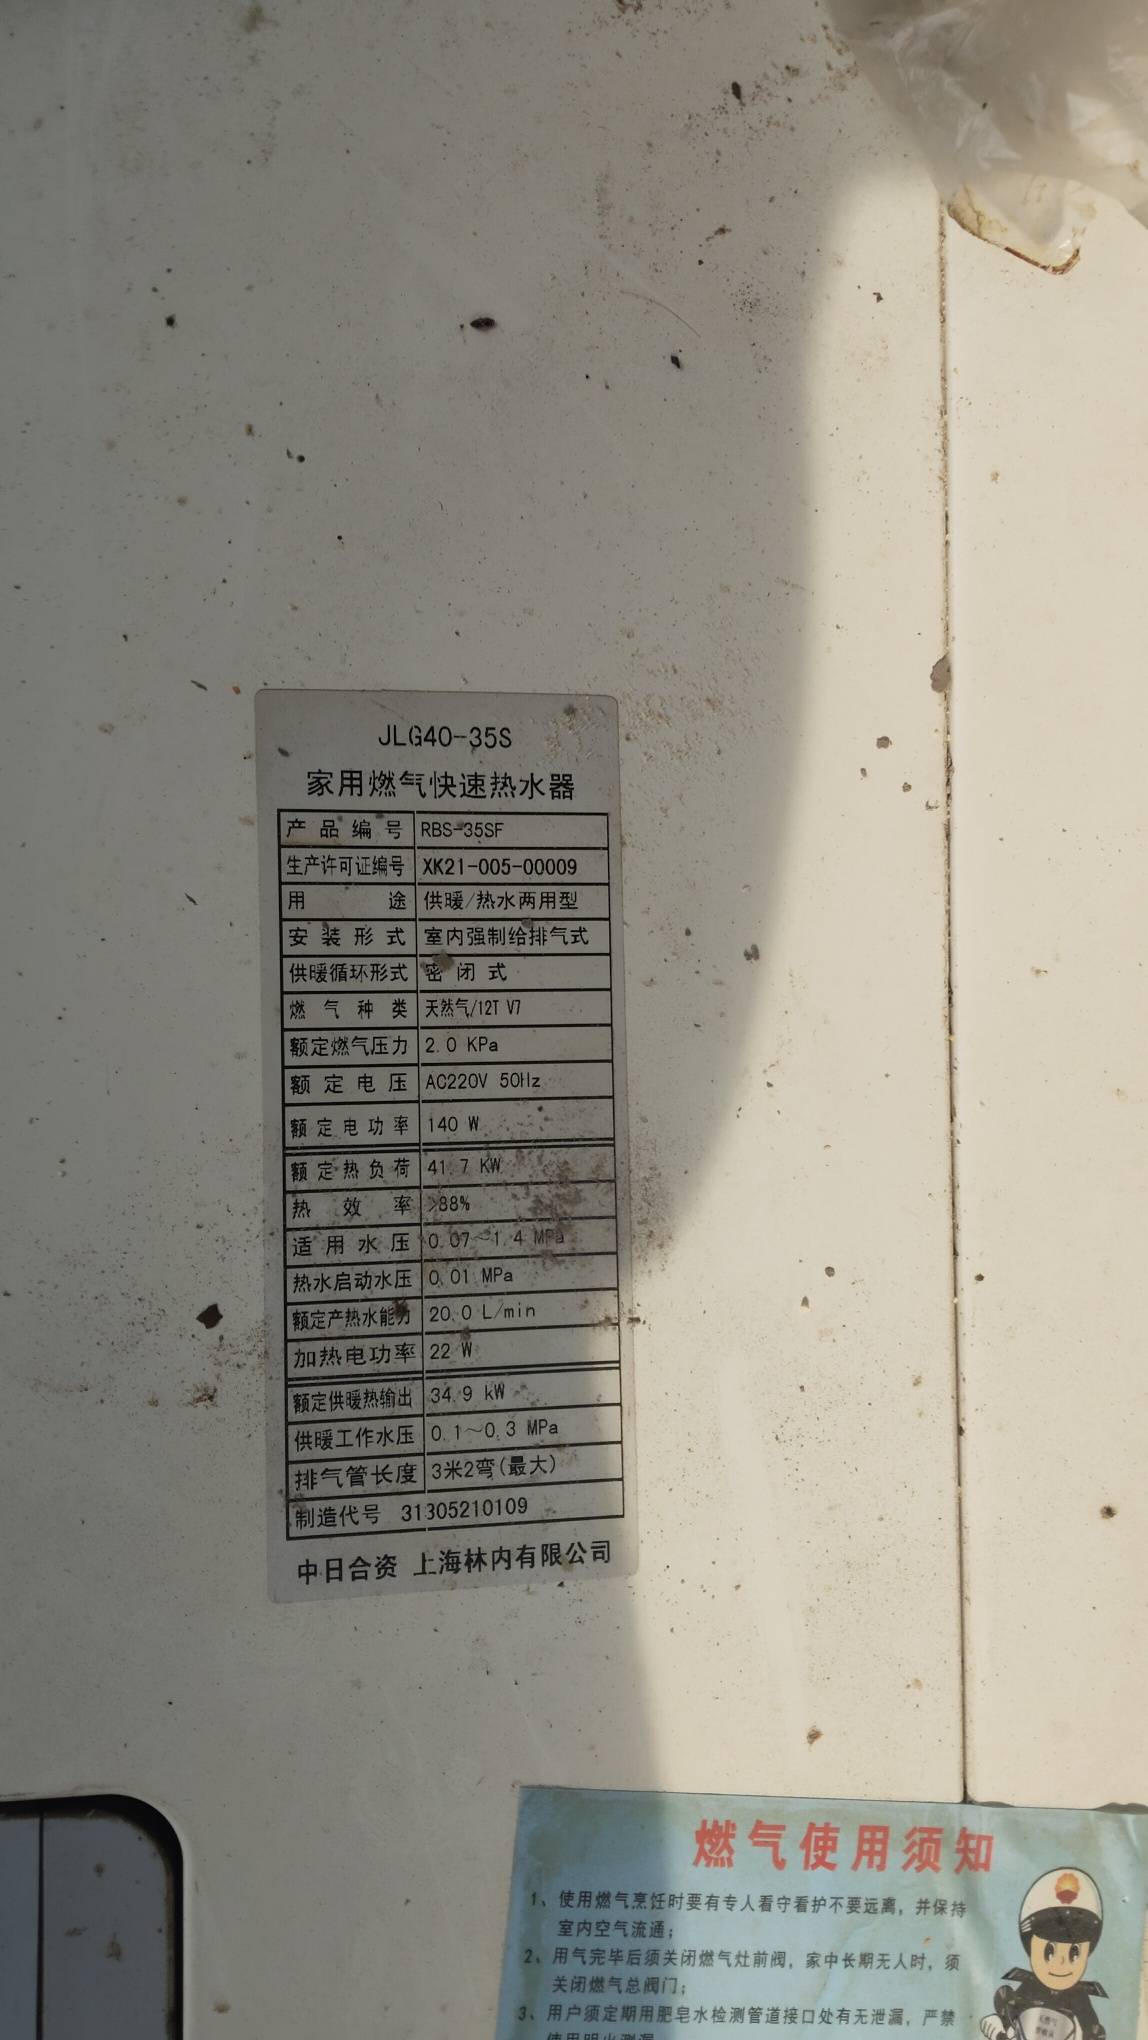 JLG40-35S
家用燃气快速热水器
产品编号 RBS-35SF
生产许可证编号 XK21-005-00009
用途 供暖/热水两用型
安装形式 室内强制给排气式
供暖循环形式 密闭式
燃气种类 天然气/12T V7
额定燃气压力 2.0 KPa
额定电压 AC220V 50Hz
额定电功率 140 W
额定热负荷 41.7 KW
热效率 >88%
适用水压 0.07~1.4 MPa
热水启动水压 0.01 MPa
额定产热水能力 20.0 L/min
加热电功率 22 W
额定供暖热输出 34.9 kW
供暖工作水压 0.1~0.3 MPa
排气管长度 3米2弯(最大)
制造代号 31305210109
中日合资 上海林内有限公司
燃气使用须知
1、使用燃气烹饪时要有专人看守看护不要远离，并保持
室内空气流通；
2、用气完毕后须关闭燃气灶前阀，家中长期无人时，须
关闭燃气总阀门；
3、用户须定期用肥皂水检测管道接口处有无泄漏，严禁